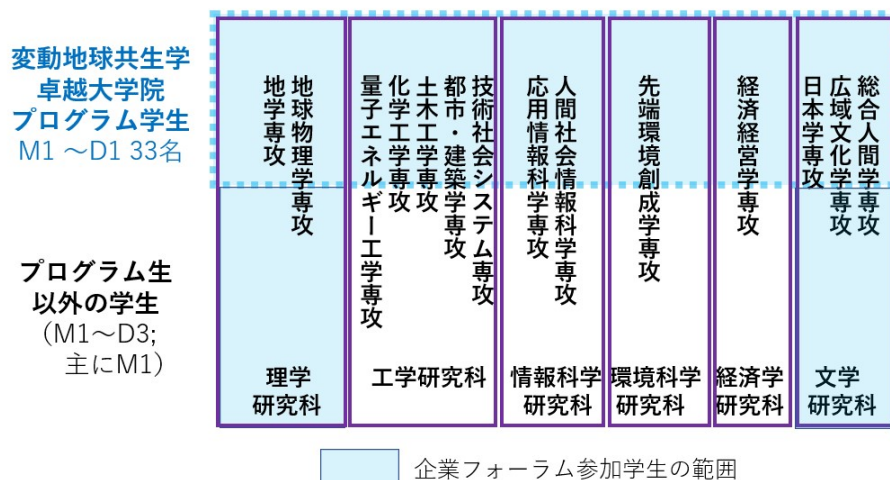 変動地球共生学
卓越大学院
プログラム学生
M1 ～D1 33名
プログラム生
以外の学生
（M1～D3;
主にM1）
地球物理学専攻
地学専攻
理学
研究科
技術社会システム専攻
都市・建築学専攻
土木工学専攻
化学工学専攻
量子エネルギー工学専攻
工学研究科
人間社会情報科学専攻
応用情報科学専攻
情報科学
研究科
先端環境創成学専攻
環境科学
研究科
経済経営学専攻
経済学
研究科
総合人間学専攻
広域文化学専攻
日本学専攻
文学
研究科
企業フォーラム参加学生の範囲